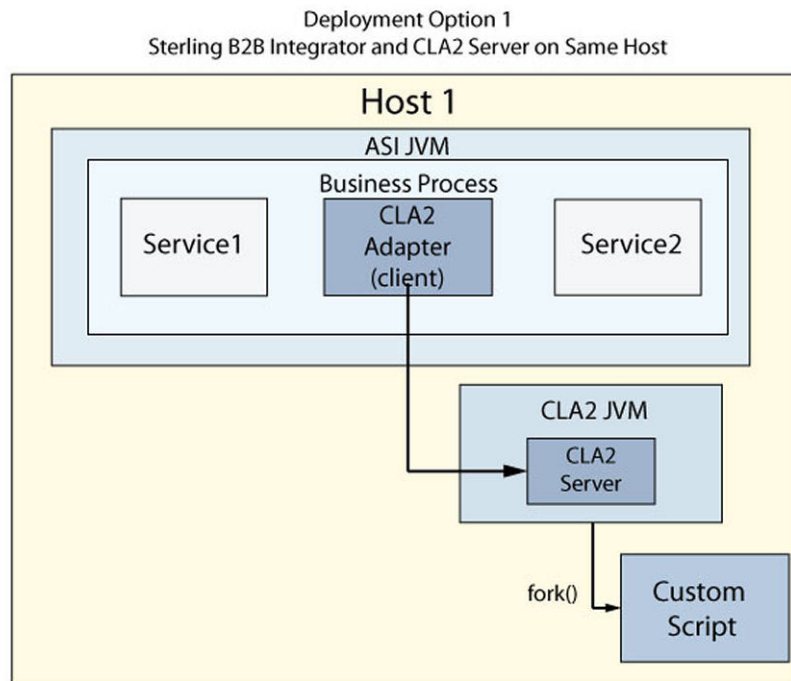 Deployment Option 1
Sterling B2B Integrator and CLA2 Server on Same Host
Host 1
ASI JVM
Business Process
Service1
CLA2
Adapter
(client)
Service2
CLA2 JVM
CLA2
Server
fork()
Custom
Script